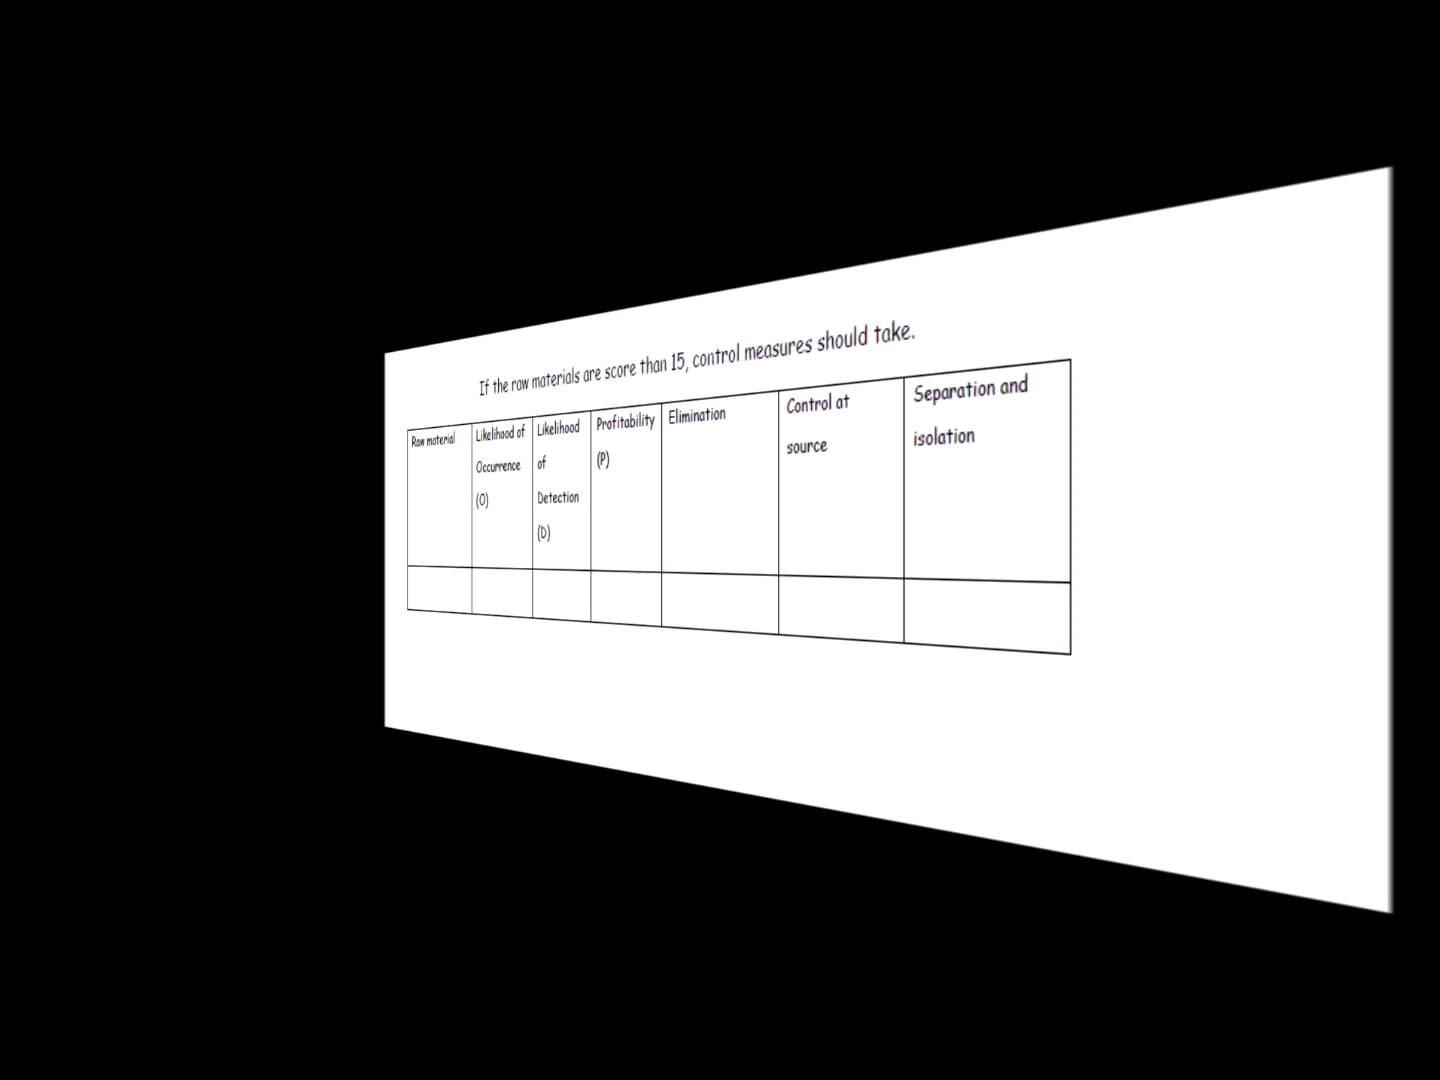 If the raw materials are score than 15, control measures should take.
Raw material
Likelihood of
Occurrence
(O)
Likelihood
of
Detection
(D)
Profitability
(P)
Elimination
Control at
source
Separation and
isolation